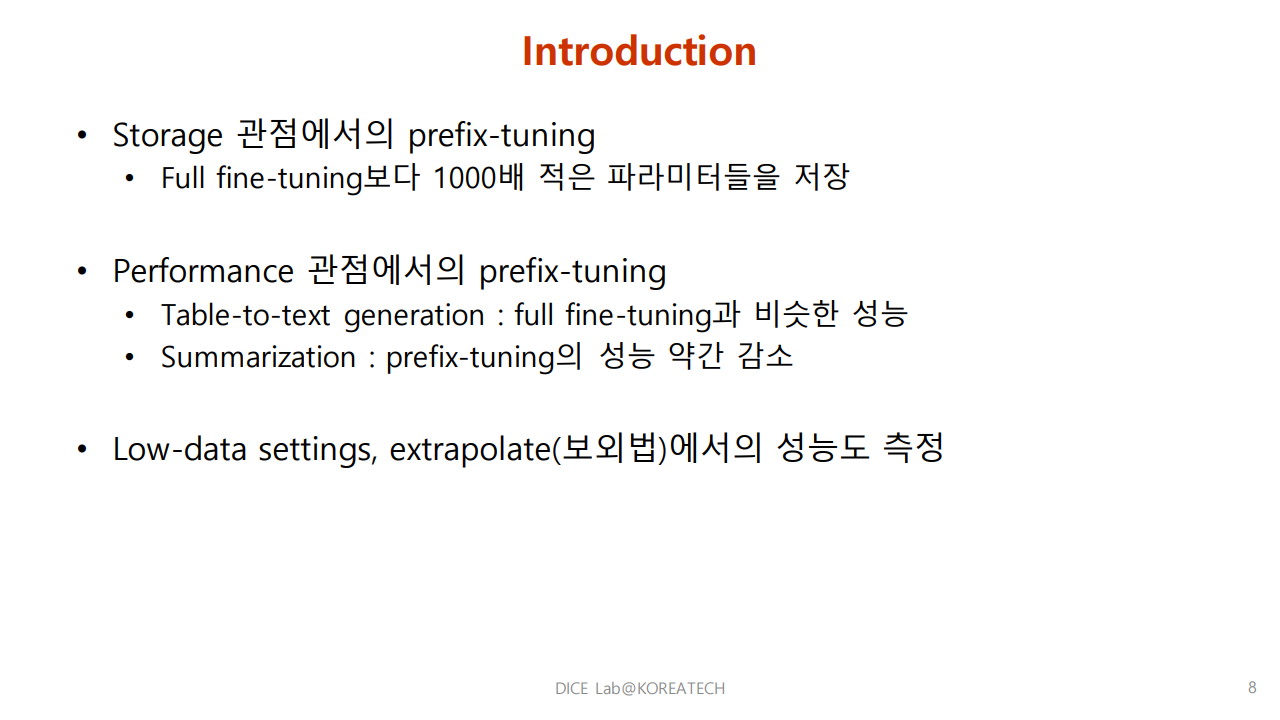 Introduction
• Storage 관점에서의 prefix-tuning
• Full fine-tuning보다 1000배 적은 파라미터들을 저장
• Performance 관점에서의 prefix-tuning
• Table-to-text generation : full fine-tuning과 비슷한 성능
• Summarization : prefix-tuning의 성능 약간 감소
• Low-data settings, extrapolate(보외법)에서의 성능도 측정
DICE Lab@KOREATECH
8